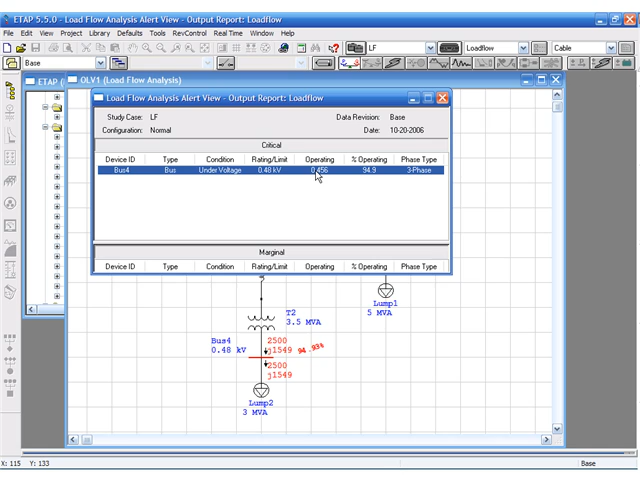 ETAP 5.5.0 - Load Flow Analysis Alert View - Output Report: Loadflow
File Edit View Project Library Defaults Tools RevControl Real Time Window Help
LF Loadflow Cable
Base
ETAP
OLV1 (Load Flow Analysis)
Load Flow Analysis Alert View - Output Report: Loadflow
Study Case: LF Data Revision: Base
Configuration: Normal Date: 10-20-2006
Critical
Device ID Type Condition Rating/Limit Operating % Operating Phase Type
Bus4 Bus Under Voltage 0.48 kV 0.456 94.9 3-Phase
Marginal
Device ID Type Condition Rating/Limit Operating % Operating Phase Type
Lump1
5 MVA
T2
3.5 MVA
Bus4 2500
0.48 kV j1549 94.93%
2500
j1549
Lump2
3 MVA
X: 115 Y: 133 Base